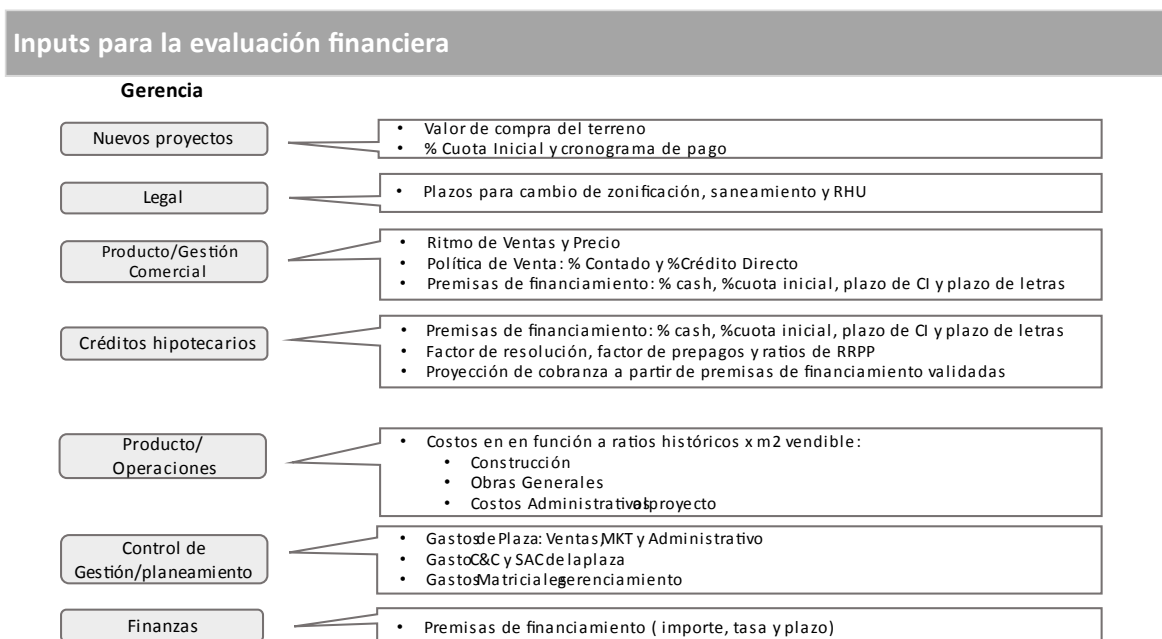 Inputs para la evaluación financiera
Gerencia
Nuevos proyectos
• Valor de compra del terreno
• % Cuota Inicial y cronograma de pago
Legal
• Plazos para cambio de zonificación, saneamiento y RHU
Producto/Gestión
Comercial
• Ritmo de Ventas y Precio
• Política de Venta: % Contado y %Crédito Directo
• Premisas de financiamiento: % cash, %cuota inicial, plazo de CI y plazo de letras
Créditos hipotecarios
• Premisas de financiamiento: % cash, %cuota inicial, plazo de CI y plazo de letras
• Factor de resolución, factor de prepagos y ratios de RRPP
• Proyección de cobranza a partir de premisas de financiamiento validadas
Producto/
Operaciones
• Costos en en función a ratios históricos x m2 vendible:
• Construcción
• Obras Generales
• Costos Administrativos proyecto
Control de
Gestión/planeamiento
• Gastos de Plaza: Ventas, MKT y Administrativo
• Gasto C&C y SAC de la plaza
• Gastos Matriciales gerenciamiento
Finanzas
• Premisas de financiamiento ( importe, tasa y plazo)